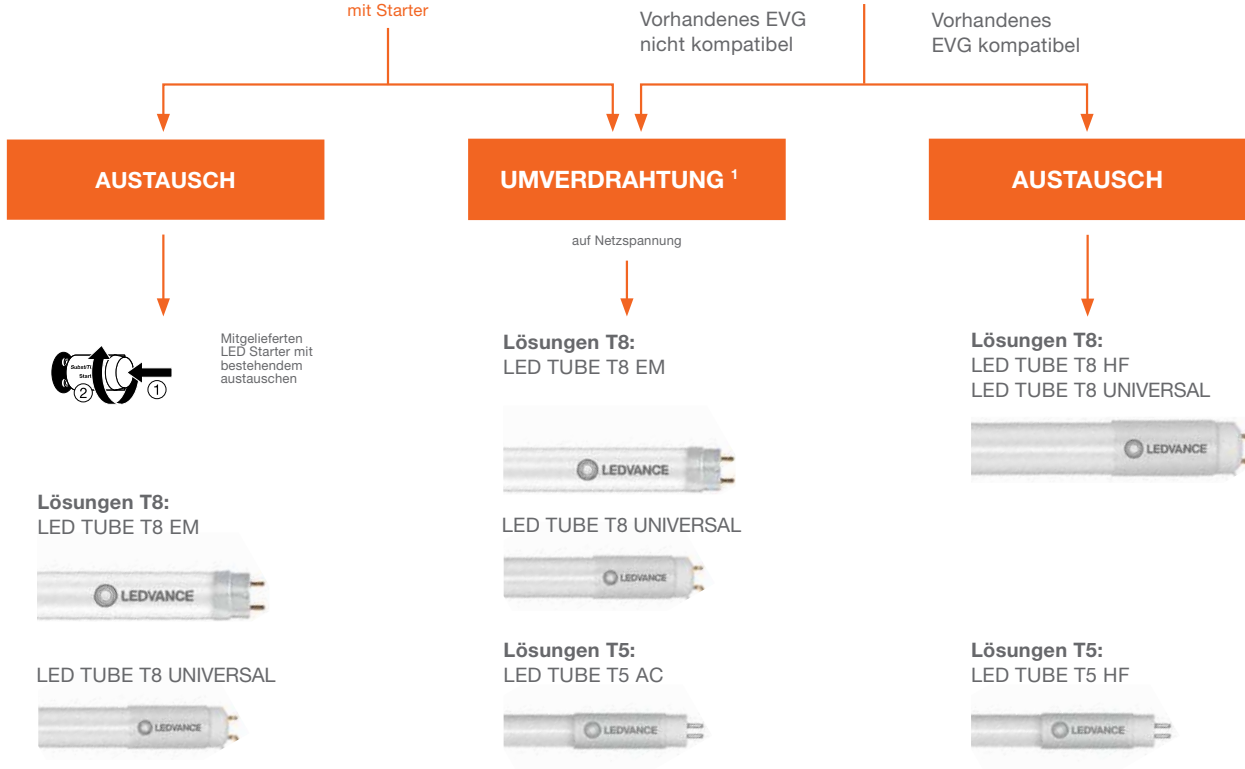 mit Starter
Vorhandenes EVG
nicht kompatibel
Vorhandenes
EVG kompatibel
AUSTAUSCH
UMVERDRAHTUNG ¹
AUSTAUSCH
auf Netzspannung
Mitgelieferten
LED Starter mit
bestehendem
austauschen
Start
2
1
Lösungen T8:
LED TUBE T8 EM
LEDVANCE
LED TUBE T8 UNIVERSAL
LEDVANCE
Lösungen T8:
LED TUBE T8 EM
LEDVANCE
LED TUBE T8 UNIVERSAL
LEDVANCE
Lösungen T5:
LED TUBE T5 AC
LEDVANCE
Lösungen T8:
LED TUBE T8 HF
LED TUBE T8 UNIVERSAL
LEDVANCE
Lösungen T5:
LED TUBE T5 HF
LEDVANCE